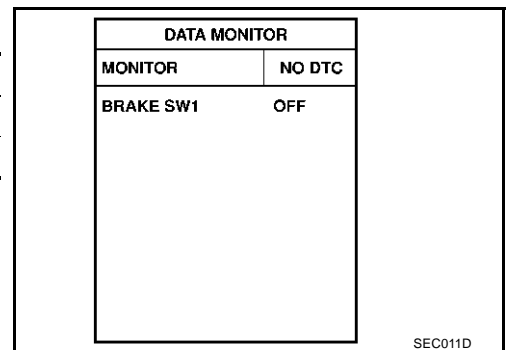 DATA MONITOR
MONITOR NO DTC
BRAKE SW1 OFF
SEC011D